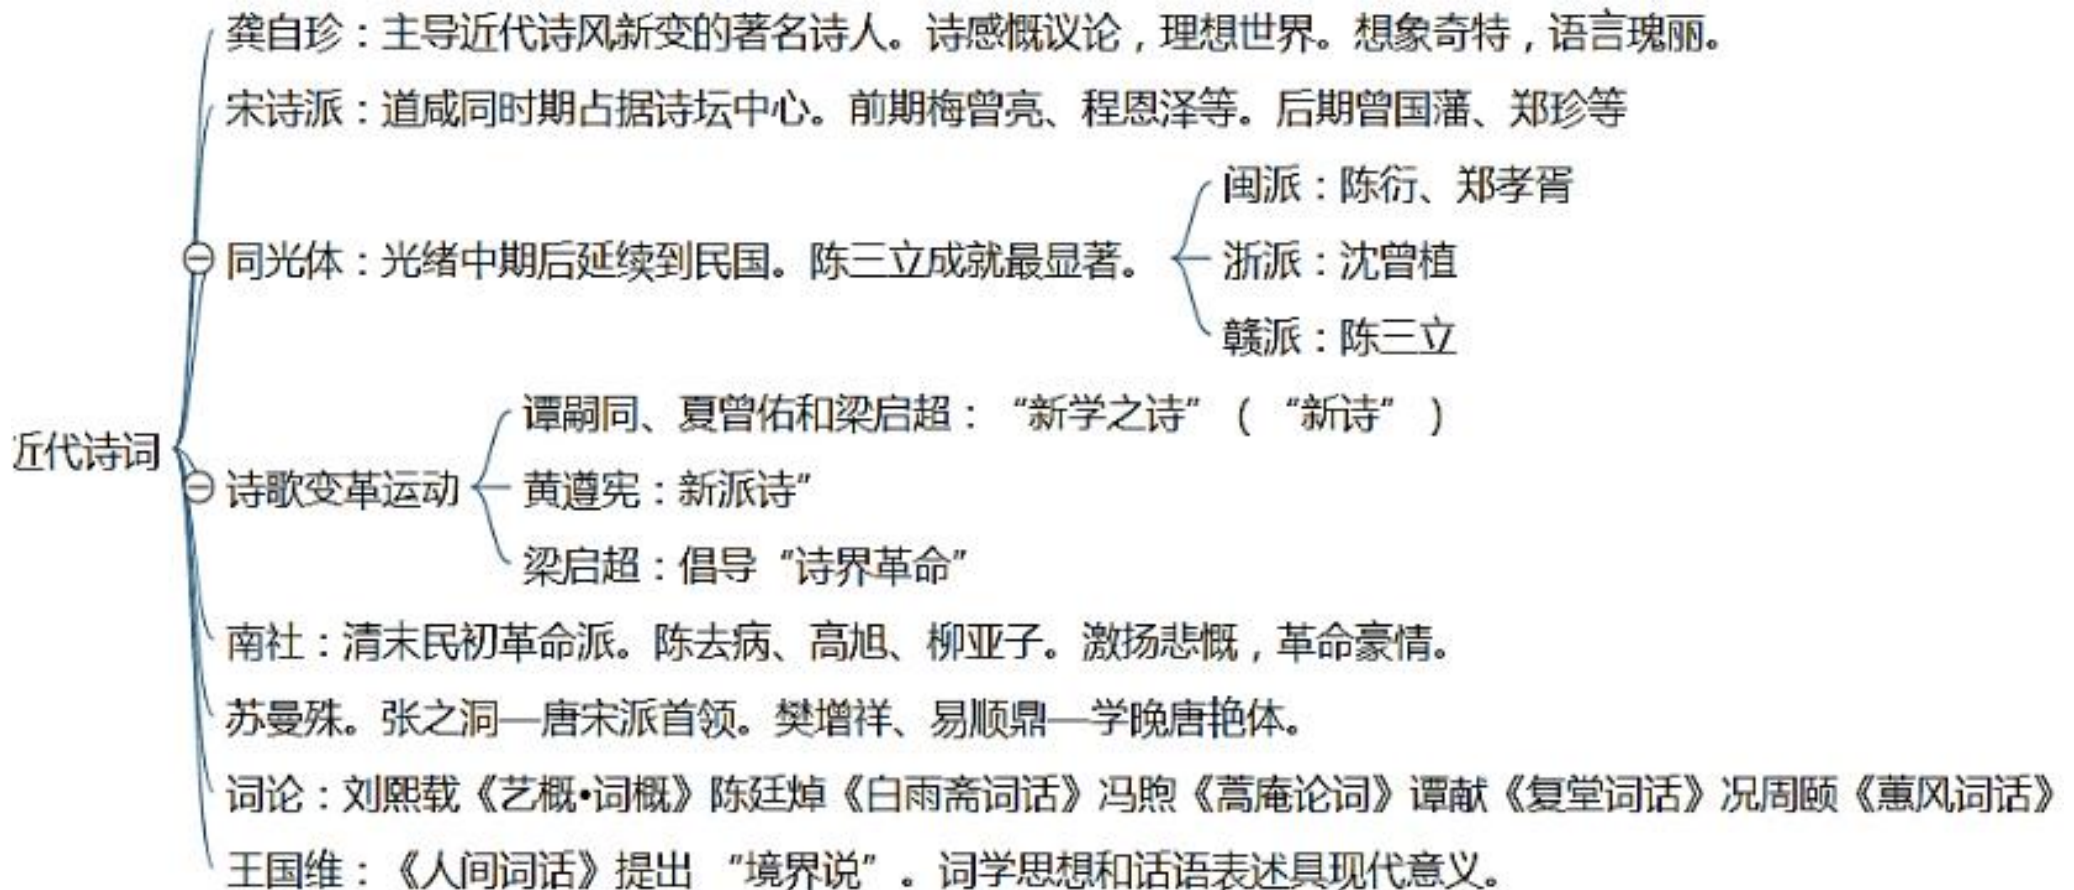 龚自珍：主导近代诗风新变的著名诗人。诗感慨议论，理想世界。想象奇特，语言瑰丽。
宋诗派：道咸同时期占据诗坛中心。前期梅曾亮、程恩泽等。后期曾国藩、郑珍等
同光体：光绪中期后延续到民国。陈三立成就最显著。
闽派：陈衍、郑孝胥
浙派：沈曾植
赣派：陈三立
近代诗词
诗歌变革运动
谭嗣同、夏曾佑和梁启超：“新学之诗”（“新诗”）
黄遵宪：新派诗”
梁启超：倡导“诗界革命”
南社：清末民初革命派。陈去病、高旭、柳亚子。激扬悲慨，革命豪情。
苏曼殊。张之洞—唐宋派首领。樊增祥、易顺鼎—学晚唐艳体。
词论：刘熙载《艺概•词概》陈廷焯《白雨斋词话》冯煦《蒿庵论词》谭献《复堂词话》况周颐《蕙风词话》
王国维：《人间词话》提出 “境界说”。词学思想和话语表述具现代意义。